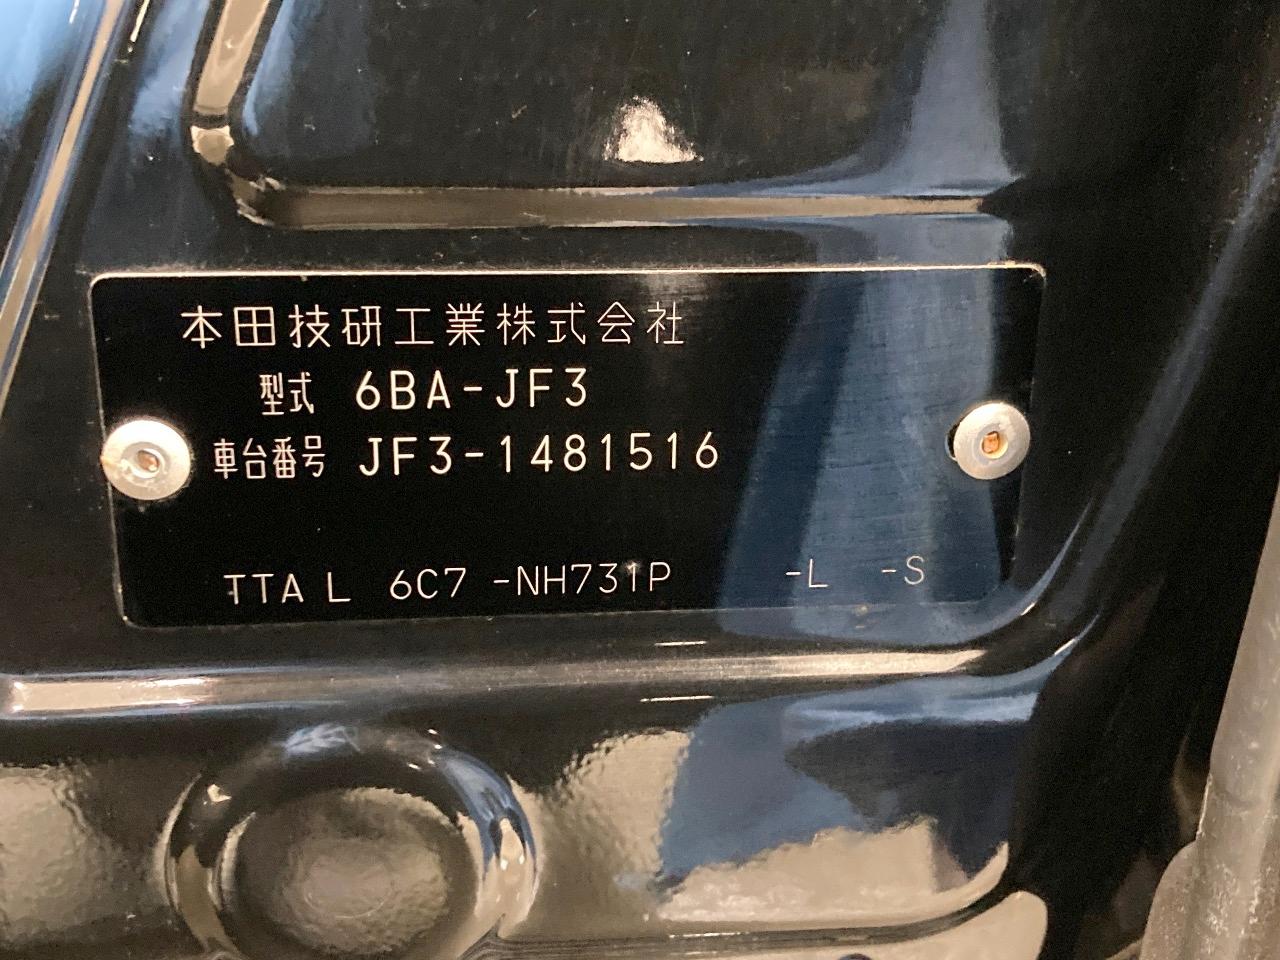 本田技研工業株式会社
型式 6BA-JF3
車台番号 JF3-1481516
TTA L 6C7 -NH731P -L -S